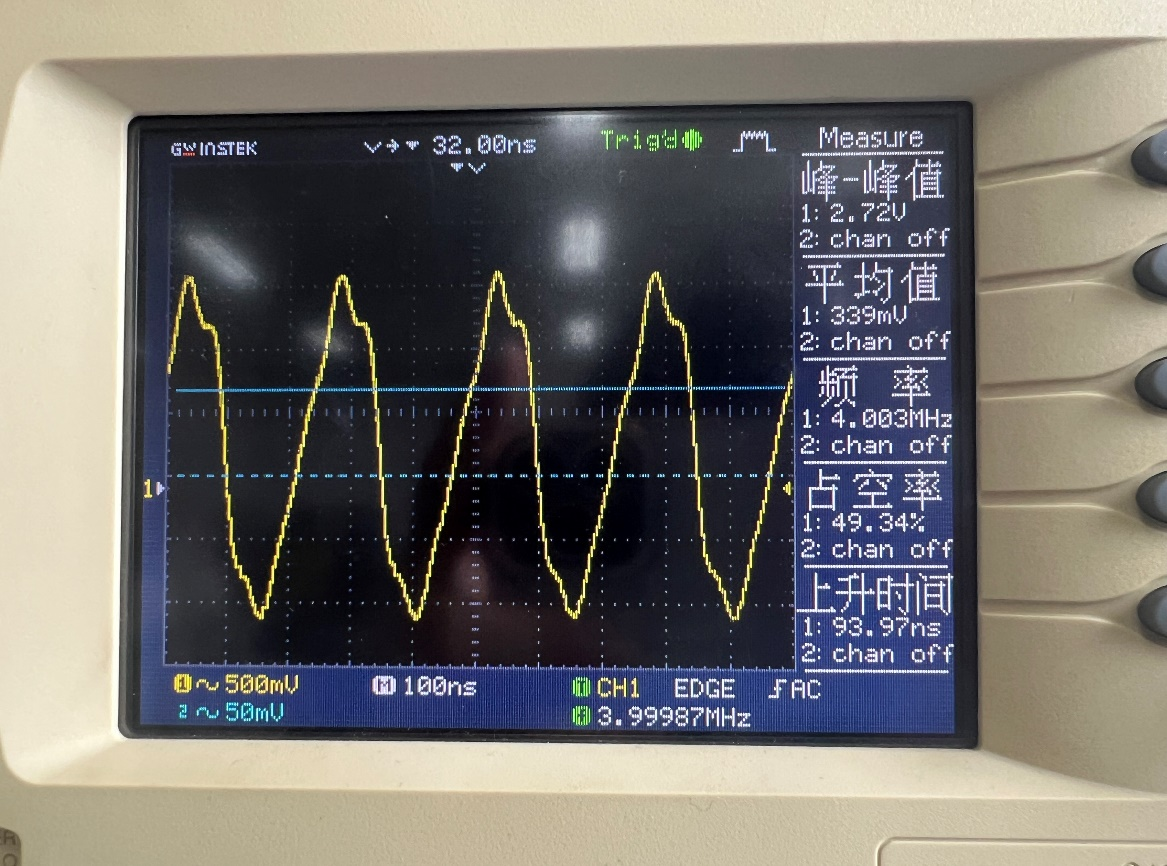 GW INSTEK
32.00ns
Trig'd
Measure
峰-峰值
1: 2.72V
2: chan off
平均值
1: 339mV
2: chan off
频 率
1: 4.003MHz
2: chan off
占空率
1: 49.34%
2: chan off
上升时间
1: 93.97ns
2: chan off
1
1 ~ 500mV
M 100ns
T CH1 EDGE AC
2 ~ 50mV
3.99987MHz